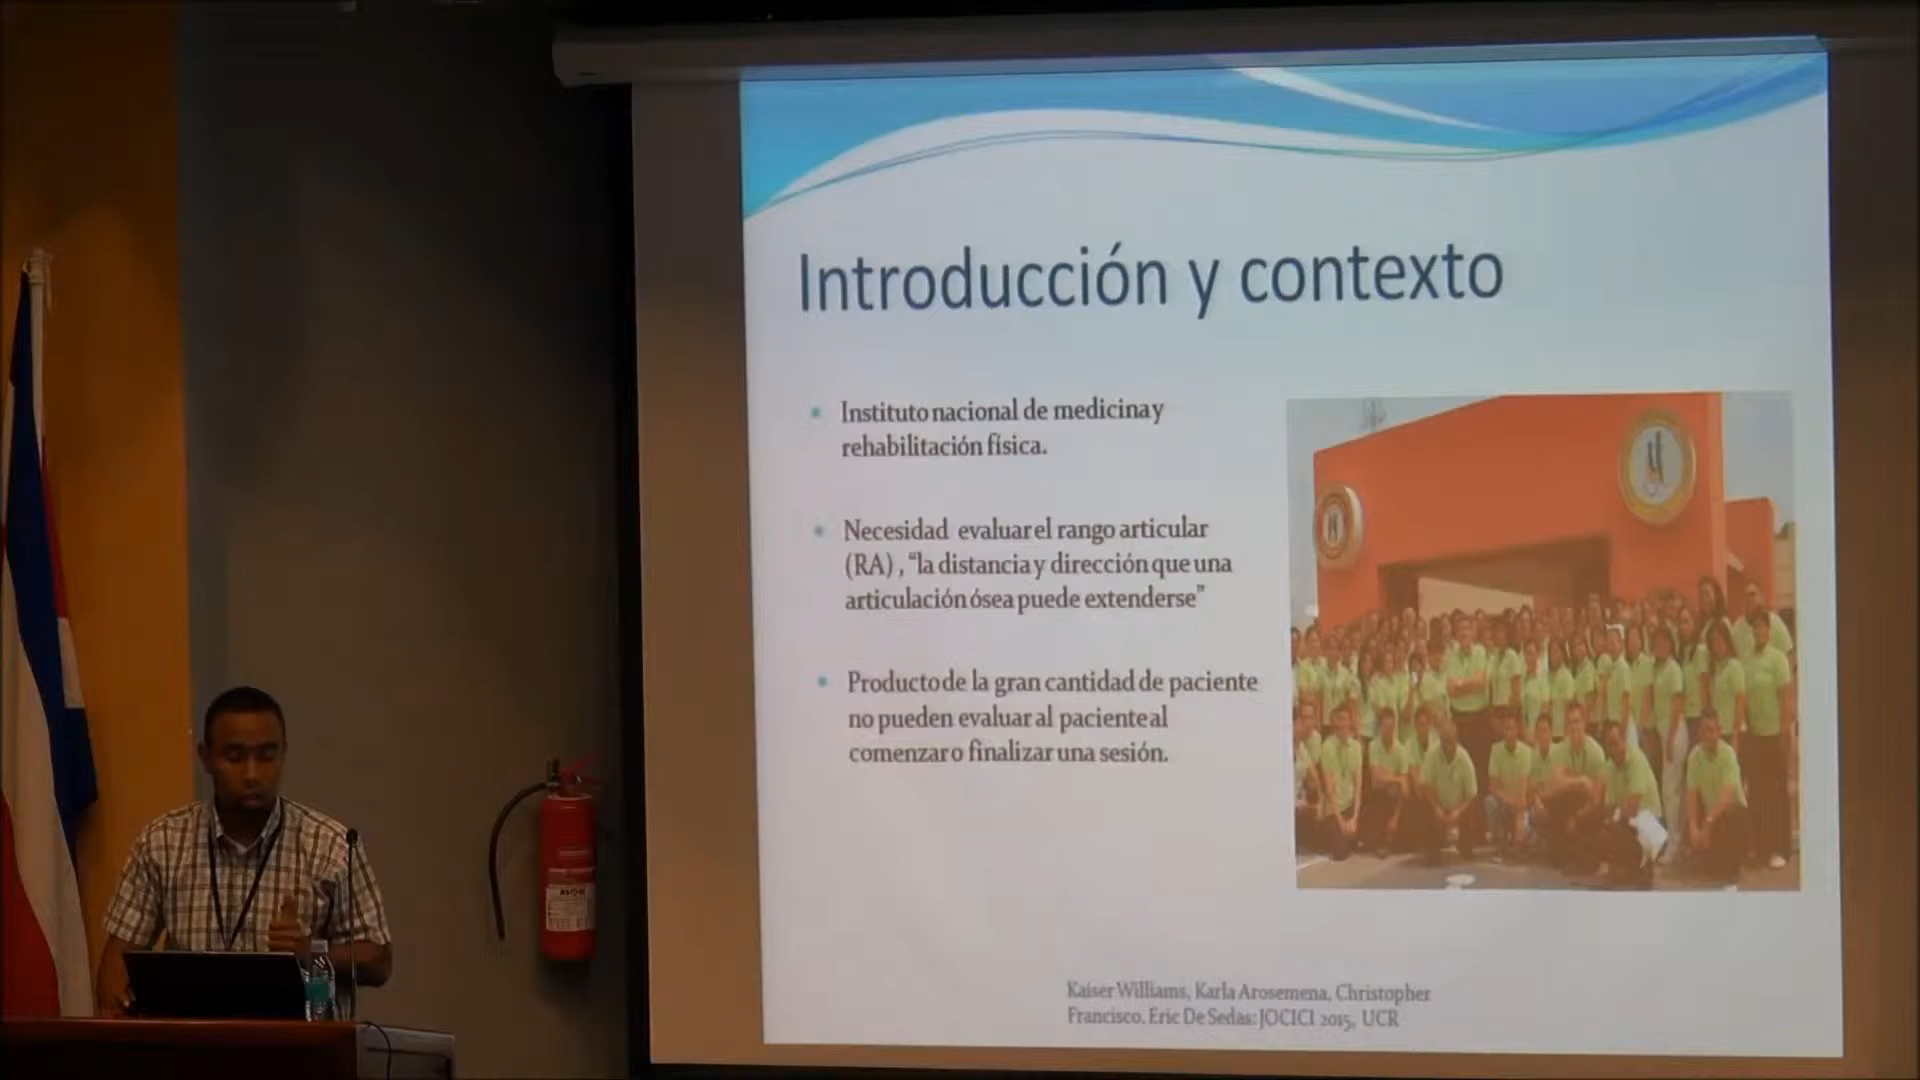 Introducción y contexto
Instituto nacional de medicina y
rehabilitación física.
Necesidad evaluar el rango articular
(RA) , “la distancia y dirección que una
articulación ósea puede extenderse”
Producto de la gran cantidad de paciente
no pueden evaluar al paciente al
comenzar o finalizar una sesión.
Kaiser Williams, Karla Arosemena, Christopher
Francisco. Eric De Sedas: JOCICI 2015, UCR